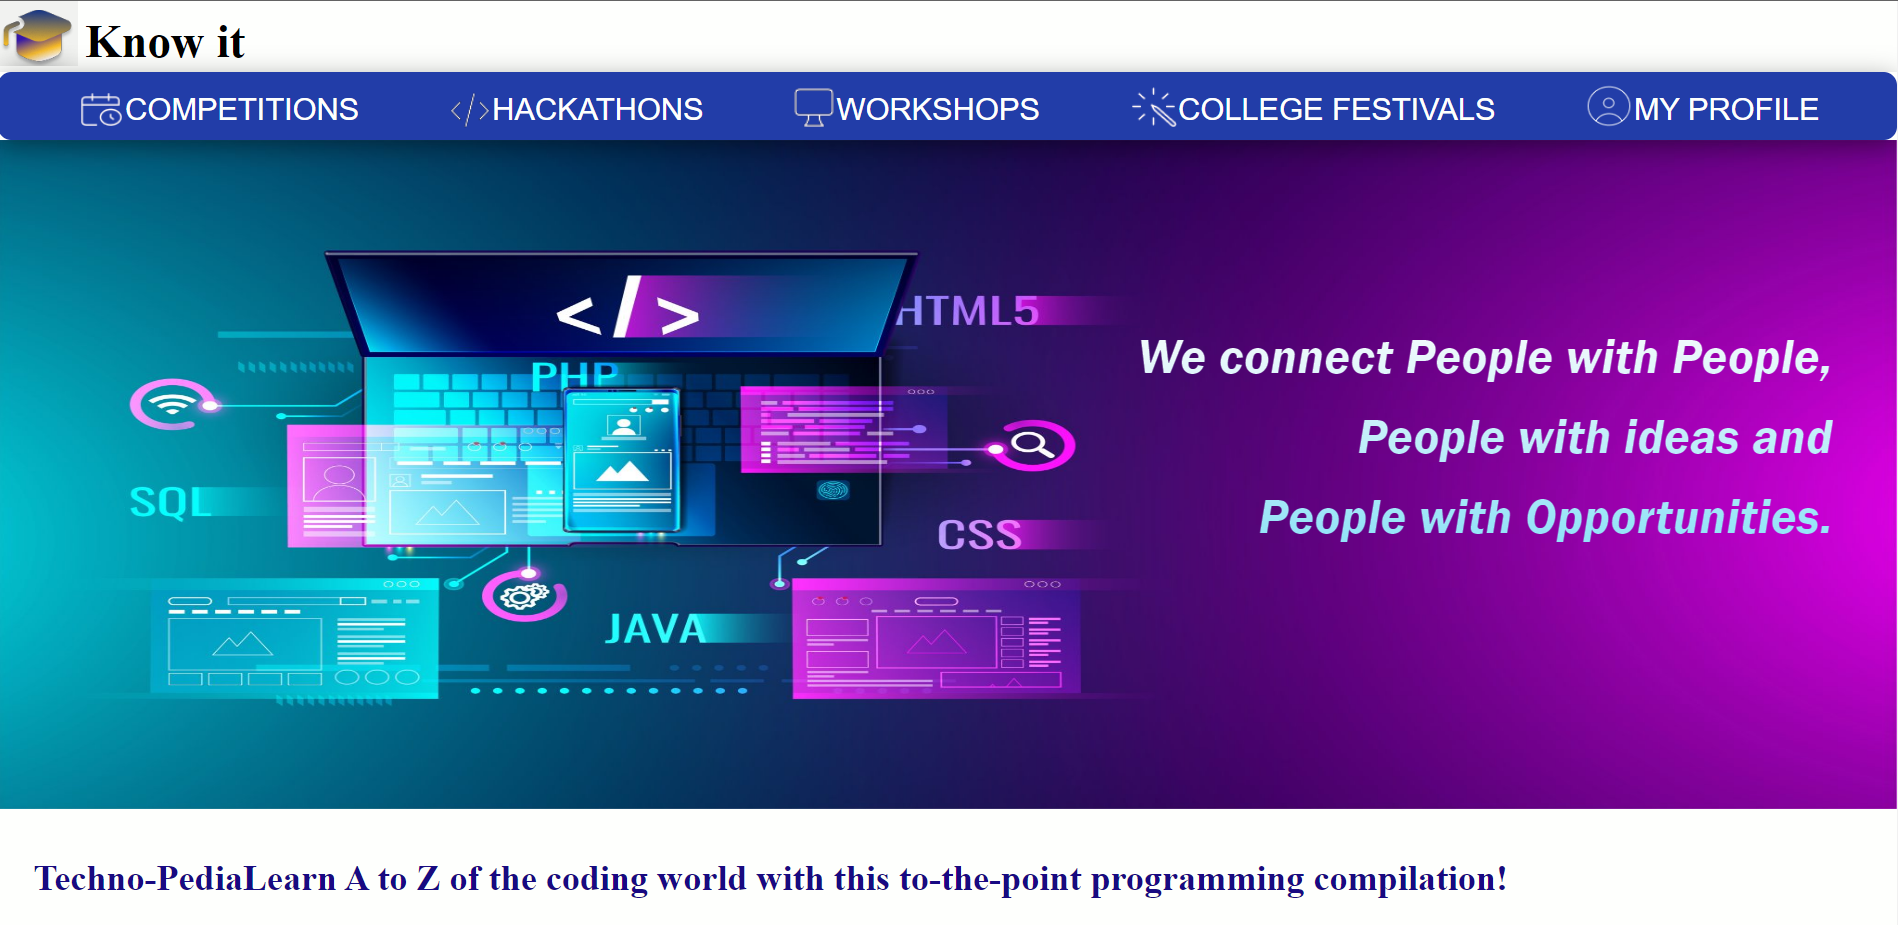 Know it
COMPETITIONS </> HACKATHONS WORKSHOPS COLLEGE FESTIVALS MY PROFILE
</>
HTML5
PHP
We connect People with People,
People with ideas and
SQL
People with Opportunities.
CSS
JAVA
Techno-PediaLearn A to Z of the coding world with this to-the-point programming compilation!